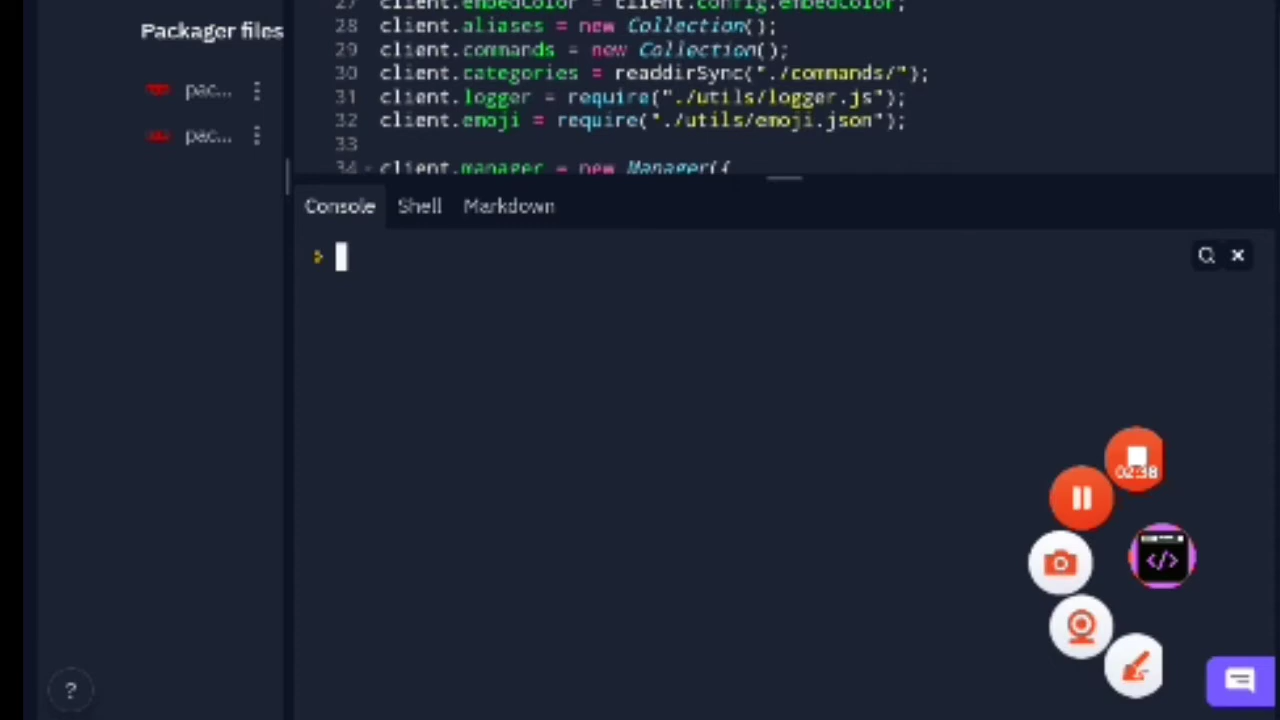 Packager files
pac...
pac...
27 client.embedColor = client.config.embedColor;
28 client.aliases = new Collection();
29 client.commands = new Collection();
30 client.categories = readdirSync("./commands/");
31 client.logger = require("./utils/logger.js");
32 client.emoji = require("./utils/emoji.json");
33
34 client.manager = new Manager({
Console Shell Markdown
02:38
</>
?